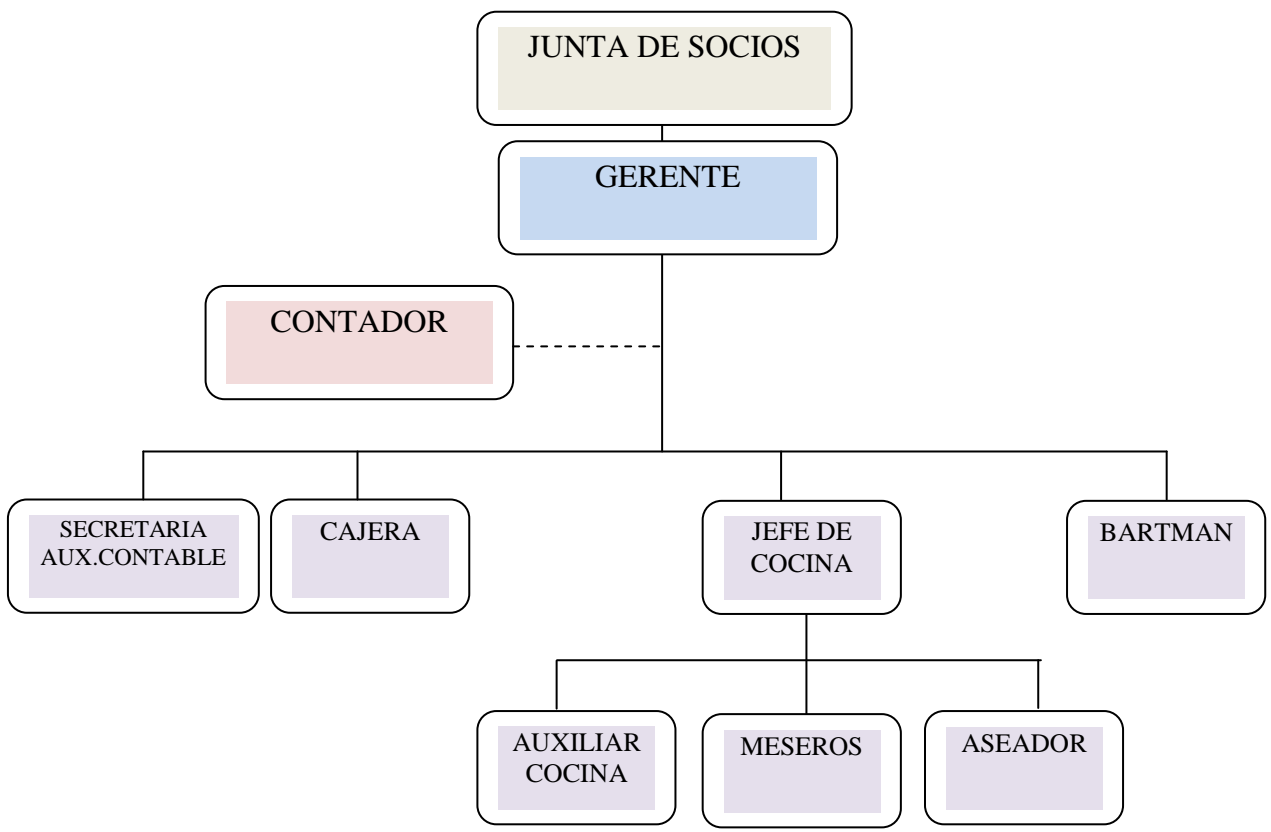 JUNTA DE SOCIOS
GERENTE
CONTADOR
SECRETARIA
AUX.CONTABLE
CAJERA
JEFE DE
COCINA
BARTMAN
AUXILIAR
COCINA
MESEROS
ASEADOR